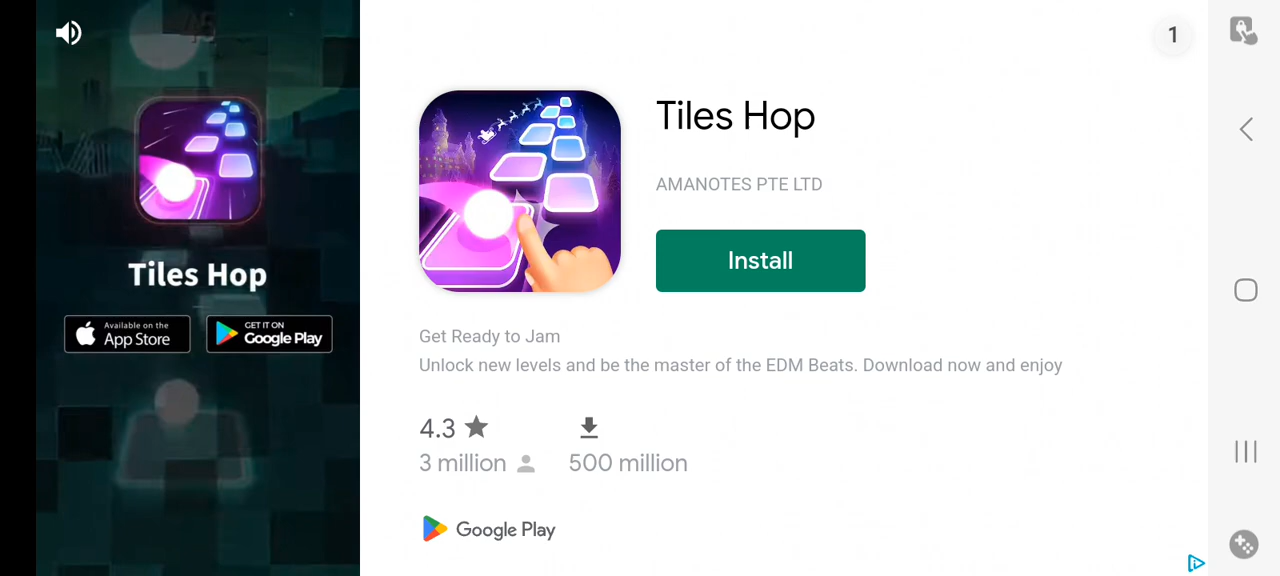 1
Tiles Hop
Available on the
App Store
GET IT ON
Google Play
Tiles Hop
AMANOTES PTE LTD
Install
Get Ready to Jam
Unlock new levels and be the master of the EDM Beats. Download now and enjoy
4.3
3 million
500 million
Google Play